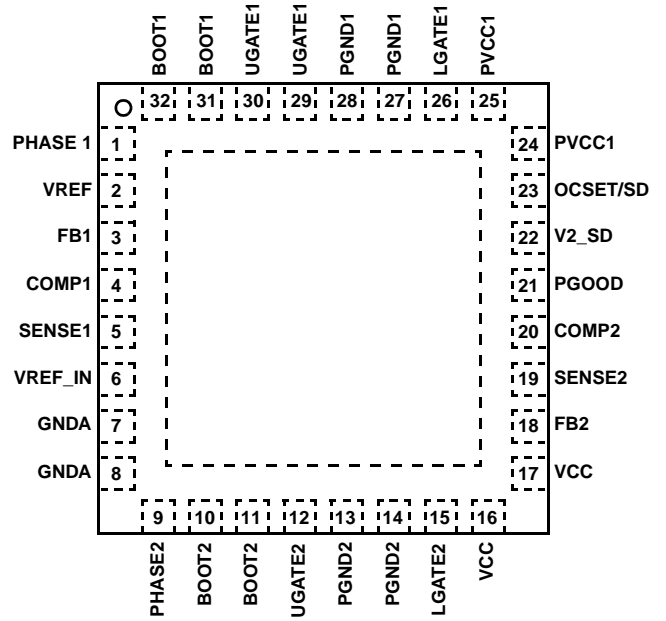 BOOT1
BOOT1
UGATE1
UGATE1
PGND1
PGND1
LGATE1
PVCC1
32 31 30 29 28 27 26 25
PHASE 1 1 24 PVCC1
VREF 2 23 OCSET/SD
FB1 3 22 V2_SD
COMP1 4 21 PGOOD
SENSE1 5 20 COMP2
VREF_IN 6 19 SENSE2
GNDA 7 18 FB2
GNDA 8 17 VCC
9 10 11 12 13 14 15 16
PHASE2
BOOT2
BOOT2
UGATE2
PGND2
PGND2
LGATE2
VCC